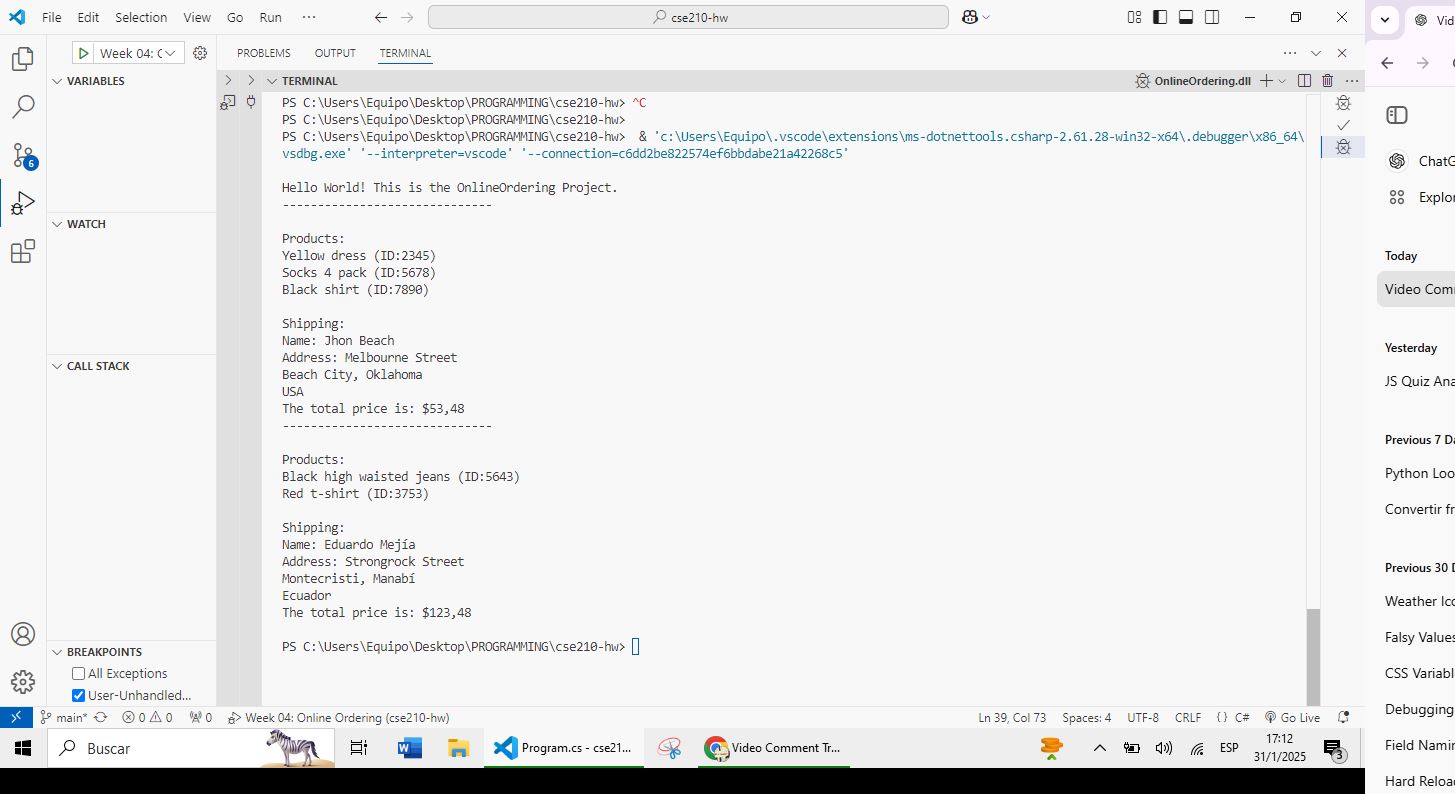 File Edit Selection View Go Run ···
cse210-hw
Week 04: C
PROBLEMS OUTPUT TERMINAL
VARIABLES
TERMINAL
OnlineOrdering.dll
PS C:\Users\Equipo\Desktop\PROGRAMMING\cse210-hw> ^C
PS C:\Users\Equipo\Desktop\PROGRAMMING\cse210-hw>
PS C:\Users\Equipo\Desktop\PROGRAMMING\cse210-hw>  & 'c:\Users\Equipo\.vscode\extensions\ms-dotnettools.csharp-2.61.28-win32-x64\.debugger\x86_64\
vsdbg.exe' '--interpreter=vscode' '--connection=c6dd2be822574ef6bbdabe21a42268c5'
Hello World! This is the OnlineOrdering Project.
------------------------------
Products:
Yellow dress (ID:2345)
Socks 4 pack (ID:5678)
Black shirt (ID:7890)
Shipping:
Name: Jhon Beach
Address: Melbourne Street
Beach City, Oklahoma
USA
The total price is: $53,48
------------------------------
Products:
Black high waisted jeans (ID:5643)
Red t-shirt (ID:3753)
Shipping:
Name: Eduardo Mejía
Address: Strongrock Street
Montecristi, Manabí
Ecuador
The total price is: $123,48
PS C:\Users\Equipo\Desktop\PROGRAMMING\cse210-hw>
WATCH
CALL STACK
BREAKPOINTS
All Exceptions
User-Unhandled...
6
main* 0 0 0 Week 04: Online Ordering (cse210-hw)
Ln 39, Col 73 Spaces: 4 UTF-8 CRLF {} C# Go Live
Buscar
Program.cs - cse21...
Video Comment Tr...
ESP
17:12
31/1/2025
3
Vid
ChatG
Explor
Today
Video Com
Yesterday
JS Quiz Ana
Previous 7 Da
Python Loo
Convertir fr
Previous 30 D
Weather Ico
Falsy Values
CSS Variabl
Debugging
Field Namin
Hard Reloa